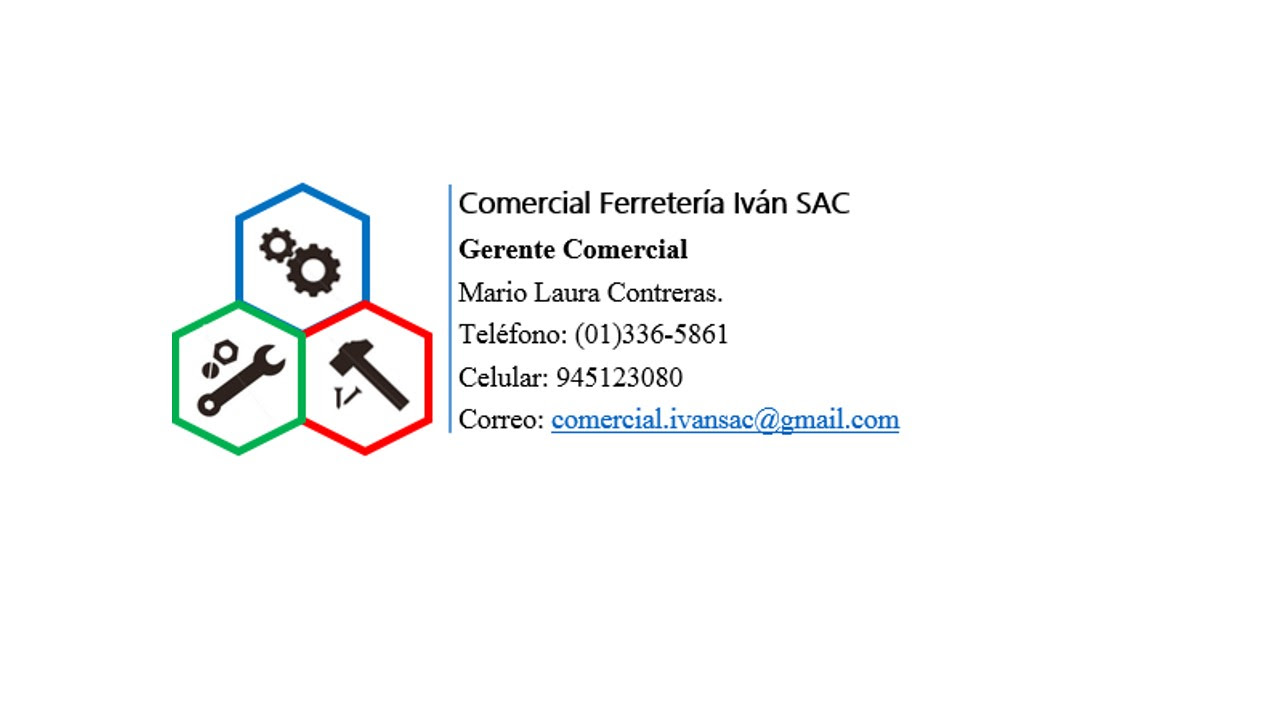 Comercial Ferretería Iván SAC
Gerente Comercial
Mario Laura Contreras.
Teléfono: (01)336-5861
Celular: 945123080
Correo: comercial.ivansac@gmail.com